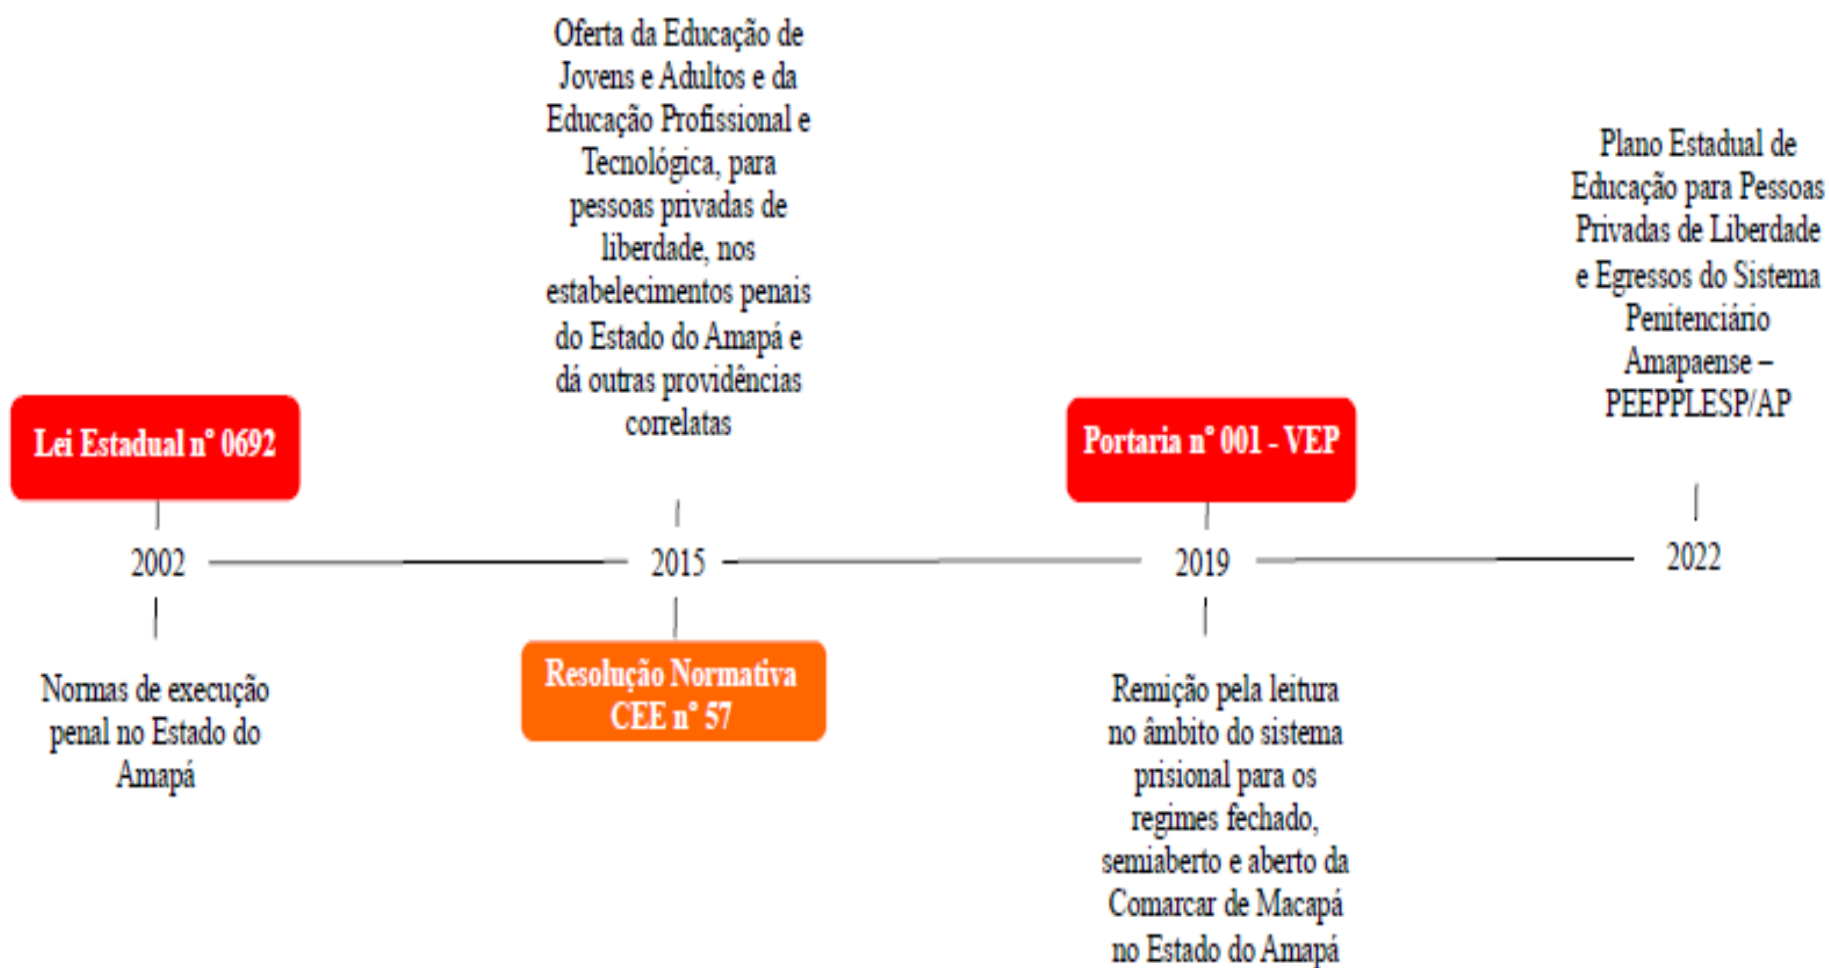 Lei Estadual n° 0692
2002
Normas de execução
penal no Estado do
Amapá
Oferta da Educação de
Jovens e Adultos e da
Educação Profissional e
Tecnológica, para
pessoas privadas de
liberdade, nos
estabelecimentos penais
do Estado do Amapá e
dá outras providências
correlatas
2015
Resolução Normativa
CEE n° 57
Portaria n° 001 - VEP
2019
Remição pela leitura
no âmbito do sistema
prisional para os
regimes fechado,
semiaberto e aberto da
Comarcar de Macapá
no Estado do Amapá
Plano Estadual de
Educação para Pessoas
Privadas de Liberdade
e Egressos do Sistema
Penitenciário
Amapaense –
PEEPPLESP/AP
2022